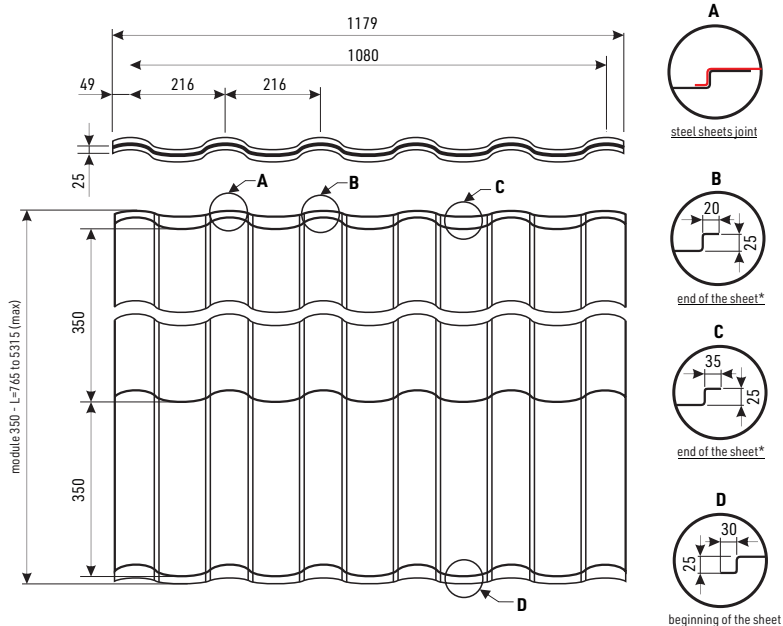 1179
1080
49
216
216
25
A
B
C
module 350 - L=765 to 5315 (max)
350
350
D
A
steel sheets joint
B
20
25
end of the sheet*
C
35
25
end of the sheet*
D
30
25
beginning of the sheet